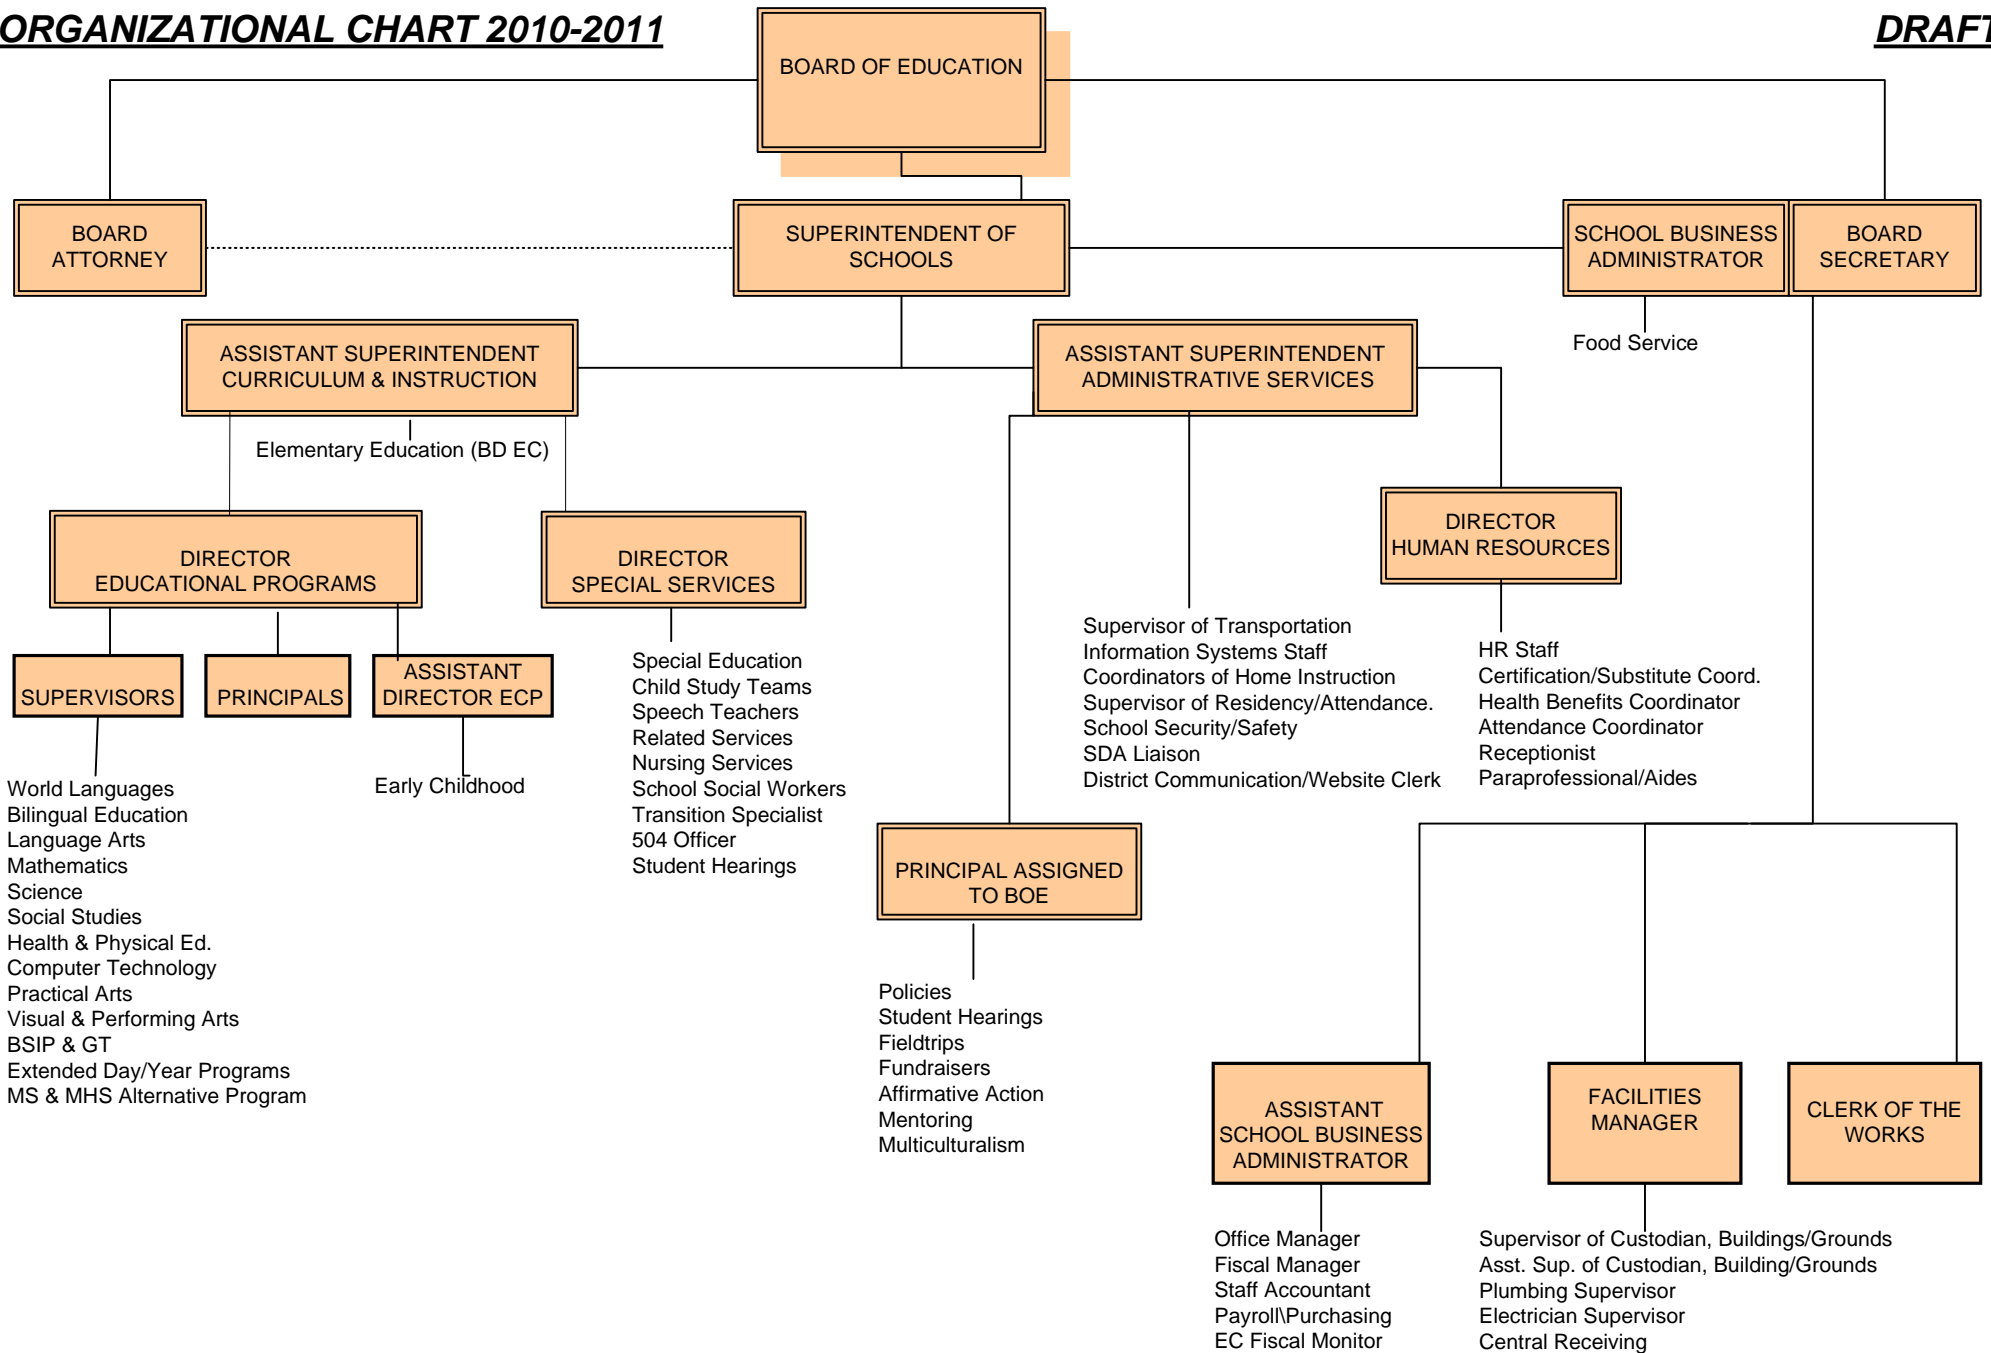 ORGANIZATIONAL CHART 2010-2011
DRAFT
BOARD OF EDUCATION
BOARD
ATTORNEY
SUPERINTENDENT OF
SCHOOLS
SCHOOL BUSINESS
ADMINISTRATOR
BOARD
SECRETARY
Food Service
ASSISTANT SUPERINTENDENT
CURRICULUM & INSTRUCTION
ASSISTANT SUPERINTENDENT
ADMINISTRATIVE SERVICES
Elementary Education (BD EC)
DIRECTOR
EDUCATIONAL PROGRAMS
DIRECTOR
SPECIAL SERVICES
DIRECTOR
HUMAN RESOURCES
SUPERVISORS
PRINCIPALS
ASSISTANT
DIRECTOR ECP
World Languages
Bilingual Education
Language Arts
Mathematics
Science
Social Studies
Health & Physical Ed.
Computer Technology
Practical Arts
Visual & Performing Arts
BSIP & GT
Extended Day/Year Programs
MS & MHS Alternative Program
Early Childhood
Special Education
Child Study Teams
Speech Teachers
Related Services
Nursing Services
School Social Workers
Transition Specialist
504 Officer
Student Hearings
Supervisor of Transportation
Information Systems Staff
Coordinators of Home Instruction
Supervisor of Residency/Attendance.
School Security/Safety
SDA Liaison
District Communication/Website Clerk
HR Staff
Certification/Substitute Coord.
Health Benefits Coordinator
Attendance Coordinator
Receptionist
Paraprofessional/Aides
PRINCIPAL ASSIGNED
TO BOE
Policies
Student Hearings
Fieldtrips
Fundraisers
Affirmative Action
Mentoring
Multiculturalism
ASSISTANT
SCHOOL BUSINESS
ADMINISTRATOR
FACILITIES
MANAGER
CLERK OF THE
WORKS
Office Manager
Fiscal Manager
Staff Accountant
Payroll\Purchasing
EC Fiscal Monitor
Supervisor of Custodian, Buildings/Grounds
Asst. Sup. of Custodian, Building/Grounds
Plumbing Supervisor
Electrician Supervisor
Central Receiving